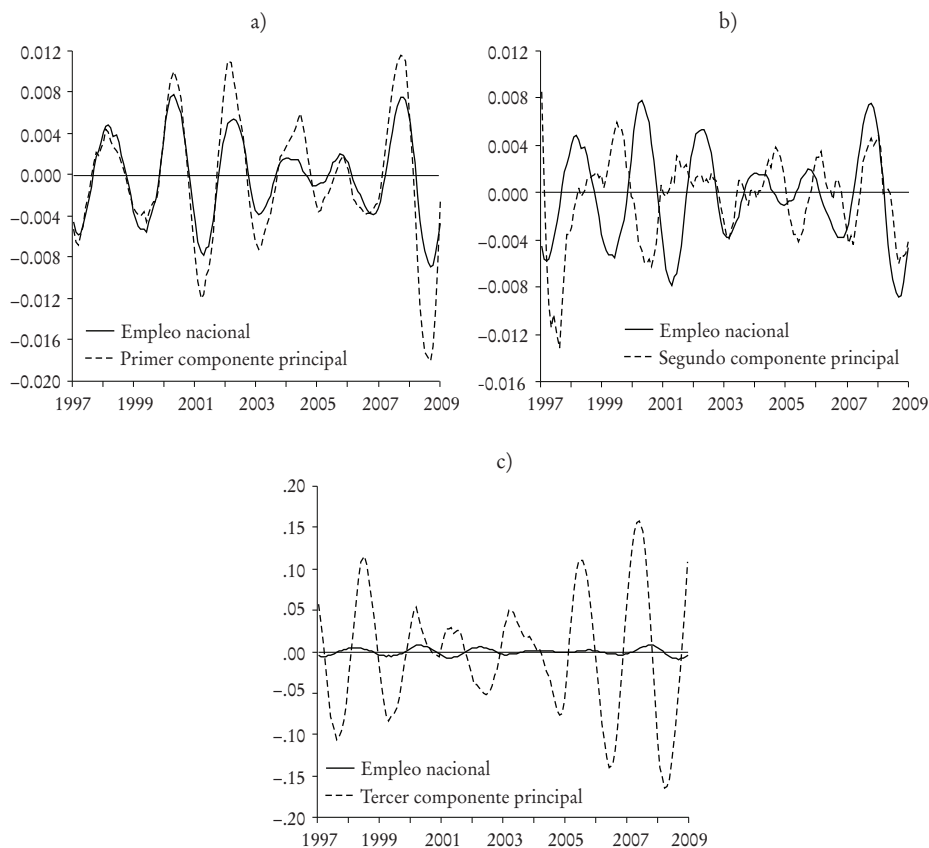 a)
0.012
0.008
0.004
0.000
−0.004
−0.008
−0.012
−0.016
−0.020
Empleo nacional
Primer componente principal
1997 1999 2001 2003 2005 2007 2009
b)
0.012
0.008
0.004
0.000
−0.004
−0.008
−0.012
-0.016
Empleo nacional
Segundo componente principal
1997 1999 2001 2003 2005 2007 2009
c)
.20
.15
.10
.05
.00
−.05
−.10
−.15
−.20
Empleo nacional
Tercer componente principal
1997 1999 2001 2003 2005 2007 2009